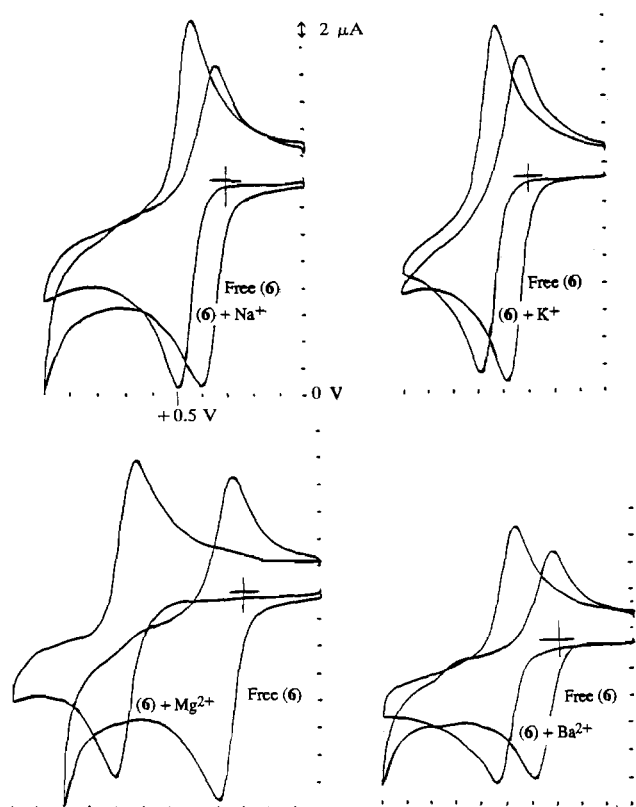 2 μA
Free (6)
(6) + Na⁺
Free (6)
(6) + K⁺
0 V
+0.5 V
(6) + Mg²⁺
Free (6)
Free (6)
(6) + Ba²⁺